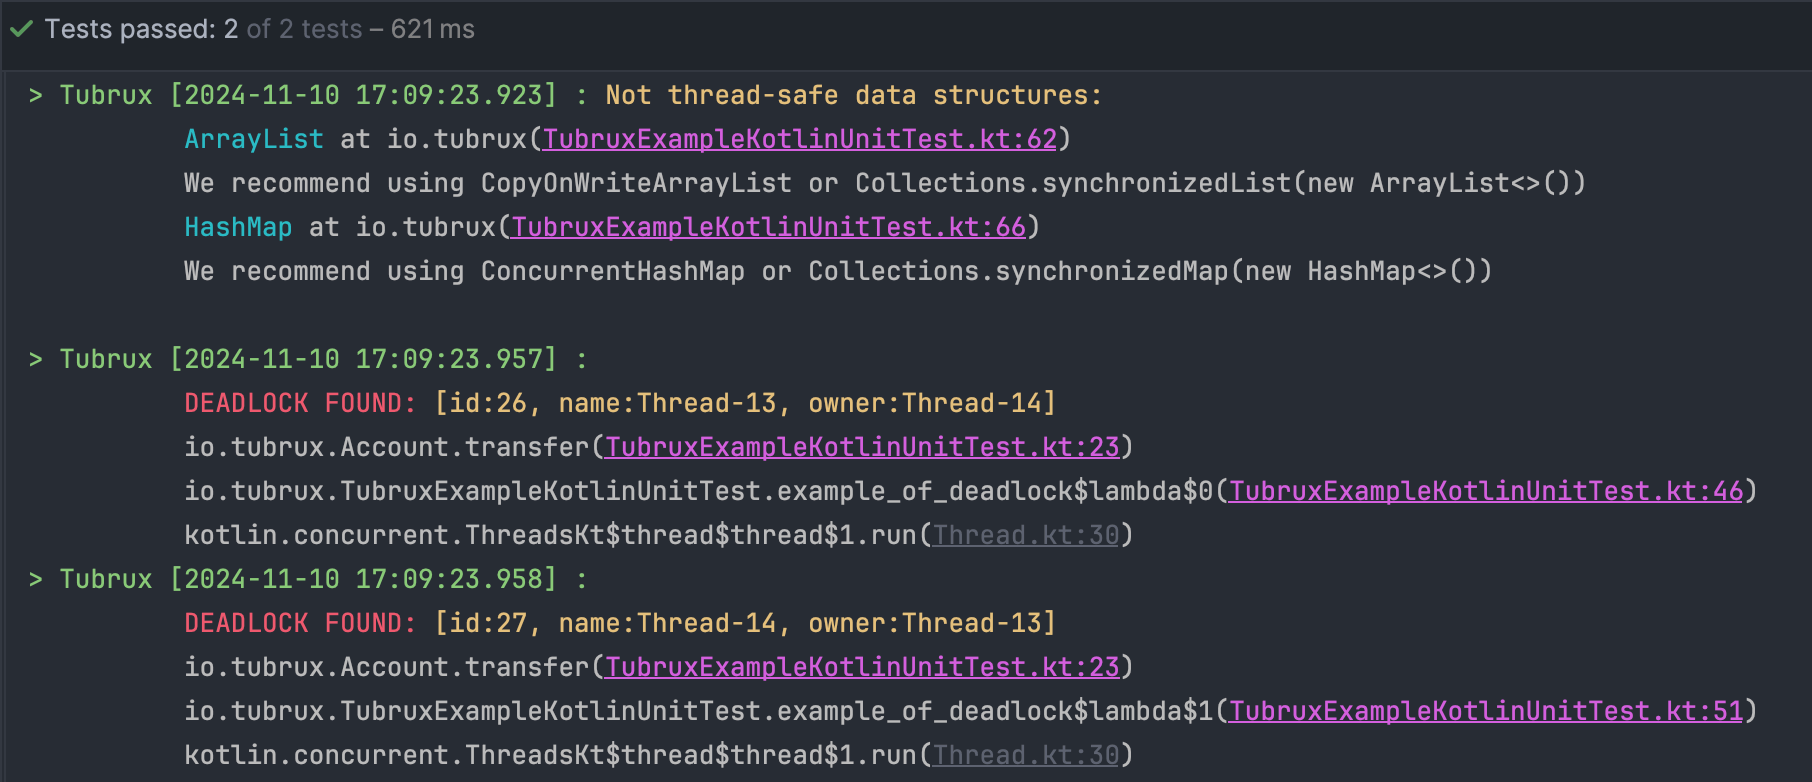 Tests passed: 2 of 2 tests – 621 ms
> Tubrux [2024-11-10 17:09:23.923] : Not thread-safe data structures:
ArrayList at io.tubrux(TubruxExampleKotlinUnitTest.kt:62)
We recommend using CopyOnWriteArrayList or Collections.synchronizedList(new ArrayList<>())
HashMap at io.tubrux(TubruxExampleKotlinUnitTest.kt:66)
We recommend using ConcurrentHashMap or Collections.synchronizedMap(new HashMap<>())
> Tubrux [2024-11-10 17:09:23.957] :
DEADLOCK FOUND: [id:26, name:Thread-13, owner:Thread-14]
io.tubrux.Account.transfer(TubruxExampleKotlinUnitTest.kt:23)
io.tubrux.TubruxExampleKotlinUnitTest.example_of_deadlock$lambda$0(TubruxExampleKotlinUnitTest.kt:46)
kotlin.concurrent.ThreadsKt$thread$thread$1.run(Thread.kt:30)
> Tubrux [2024-11-10 17:09:23.958] :
DEADLOCK FOUND: [id:27, name:Thread-14, owner:Thread-13]
io.tubrux.Account.transfer(TubruxExampleKotlinUnitTest.kt:23)
io.tubrux.TubruxExampleKotlinUnitTest.example_of_deadlock$lambda$1(TubruxExampleKotlinUnitTest.kt:51)
kotlin.concurrent.ThreadsKt$thread$thread$1.run(Thread.kt:30)